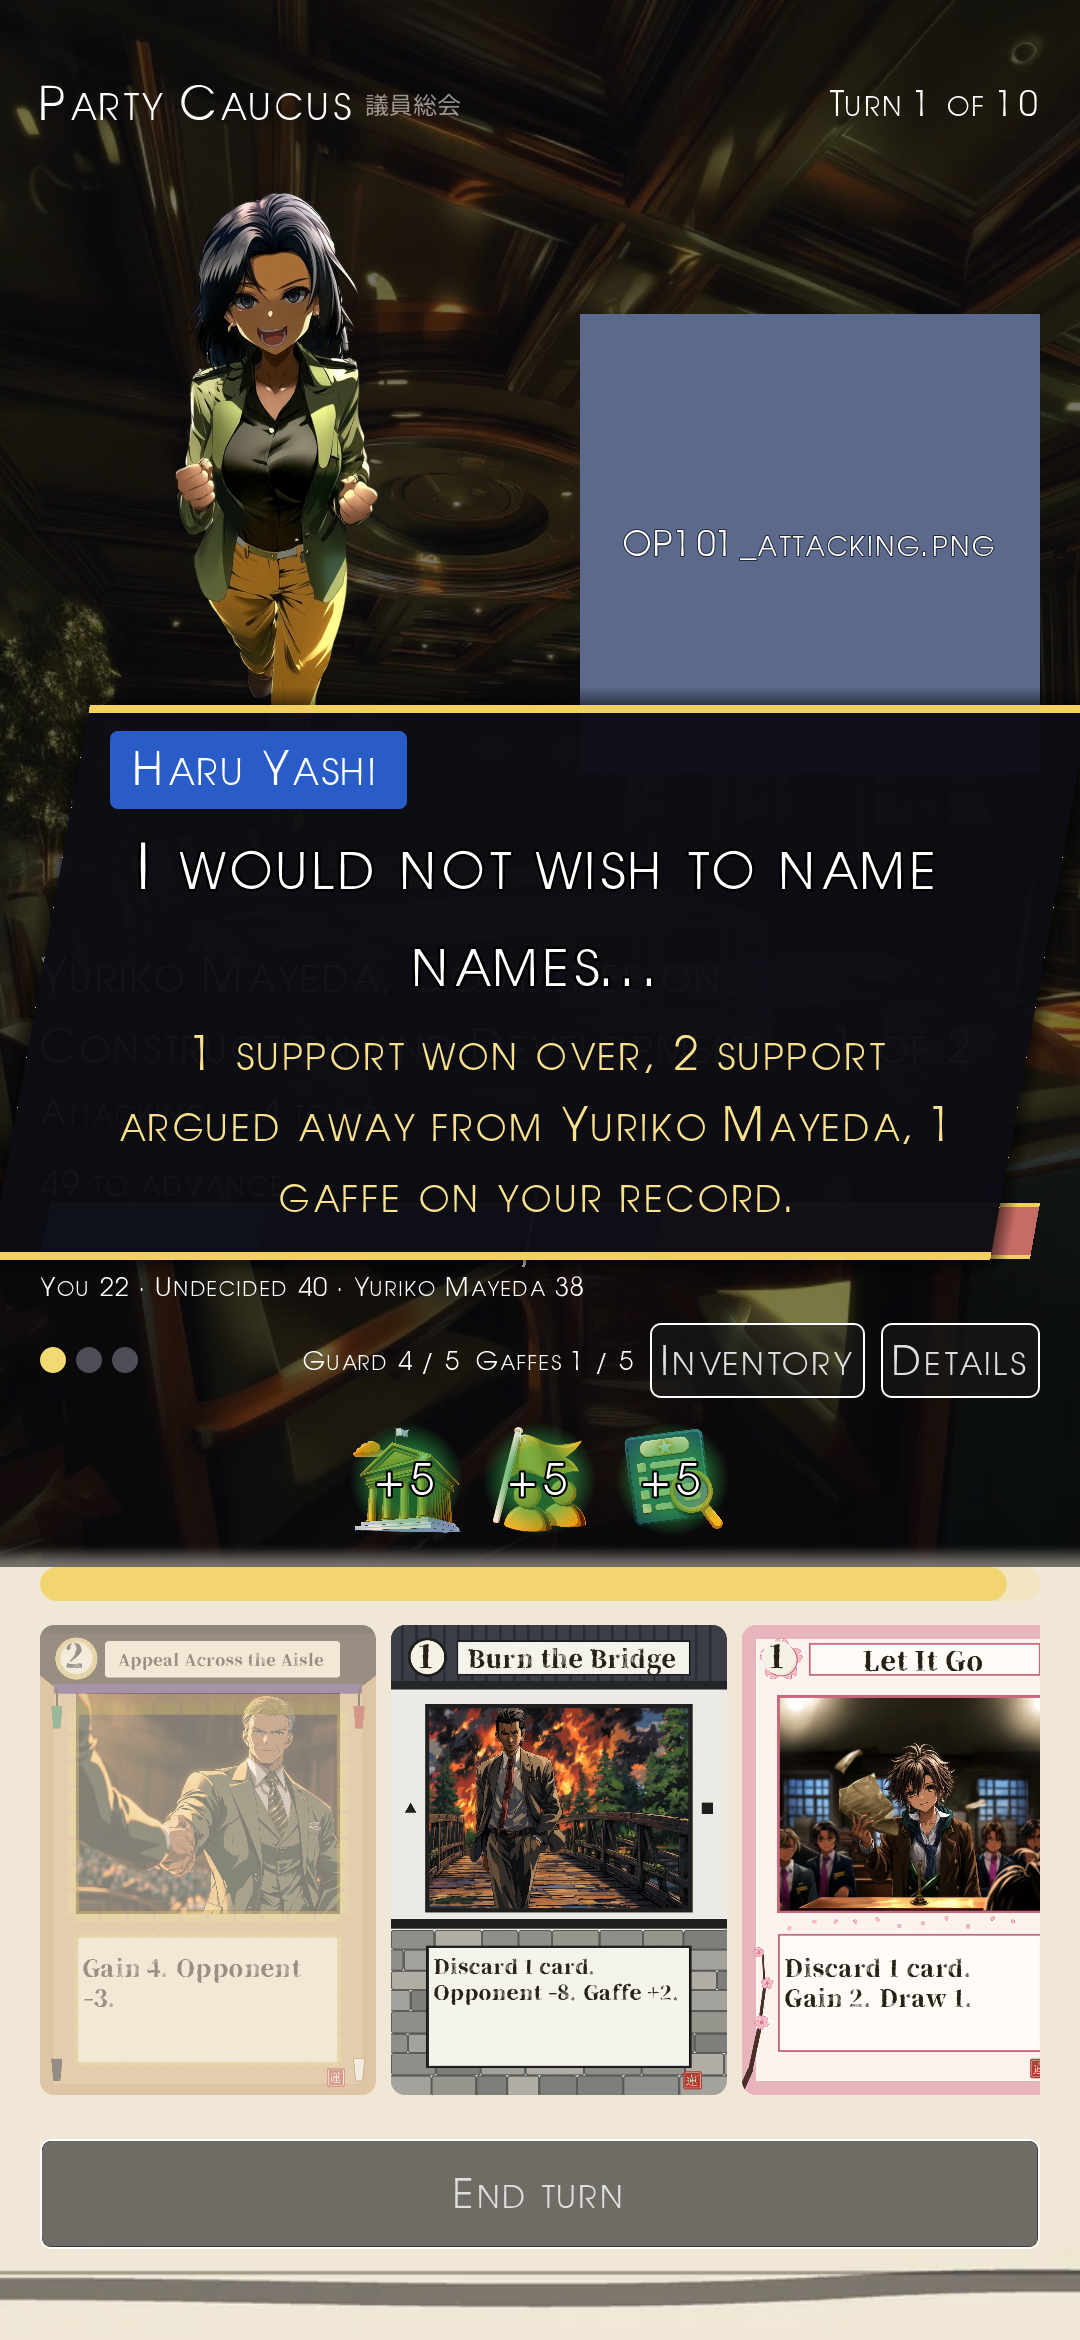 Party Caucus 議員総会
Turn 1 of 10
OP101_attacking.png
Haru Yashi
I would not wish to name
names...
1 support won over, 2 support
argued away from Yuriko Mayeda, 1
gaffe on your record.
49 to advance
You 22 · Undecided 40 · Yuriko Mayeda 38
Guard 4 / 5 Gaffes 1 / 5
Inventory
Details
+5
+5
+5
2
Appeal Across the Aisle
Gain 4. Opponent
-3.
1
Burn the Bridge
Discard 1 card.
Opponent -8. Gaffe +2.
1
Let It Go
Discard 1 card.
Gain 2. Draw 1.
End turn